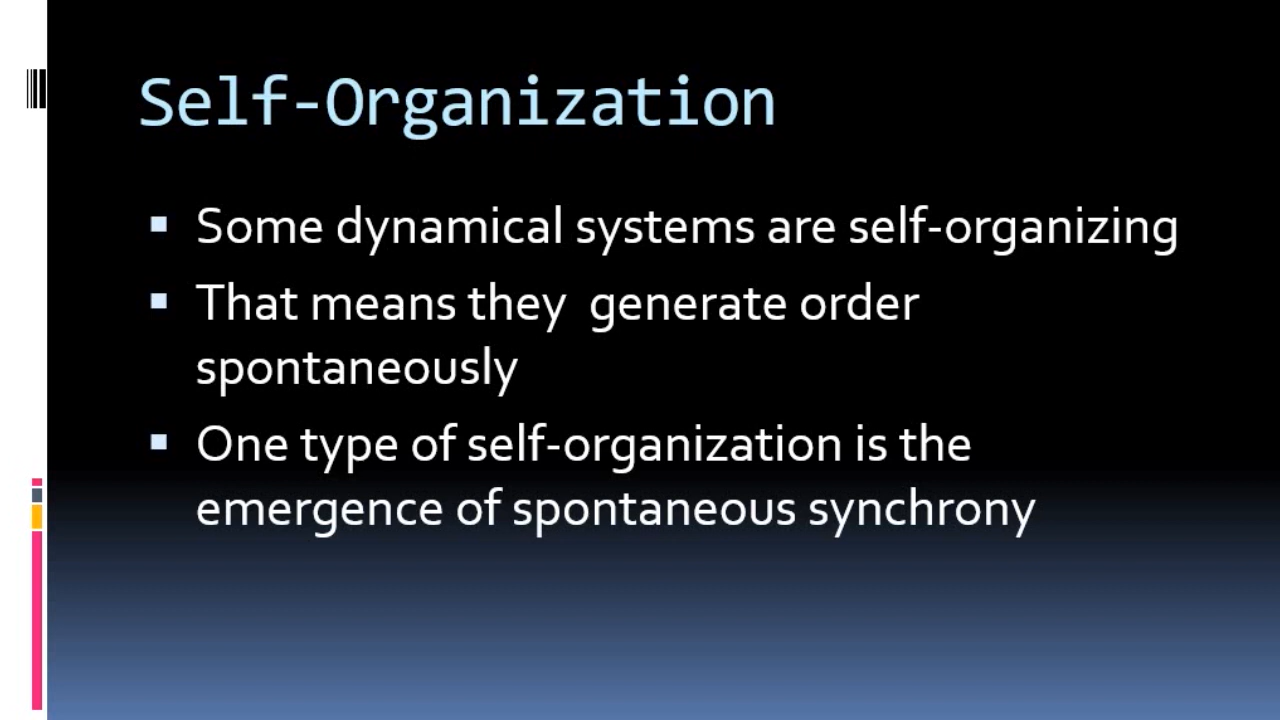 Self-Organization
Some dynamical systems are self-organizing
That means they  generate order
spontaneously
One type of self-organization is the
emergence of spontaneous synchrony